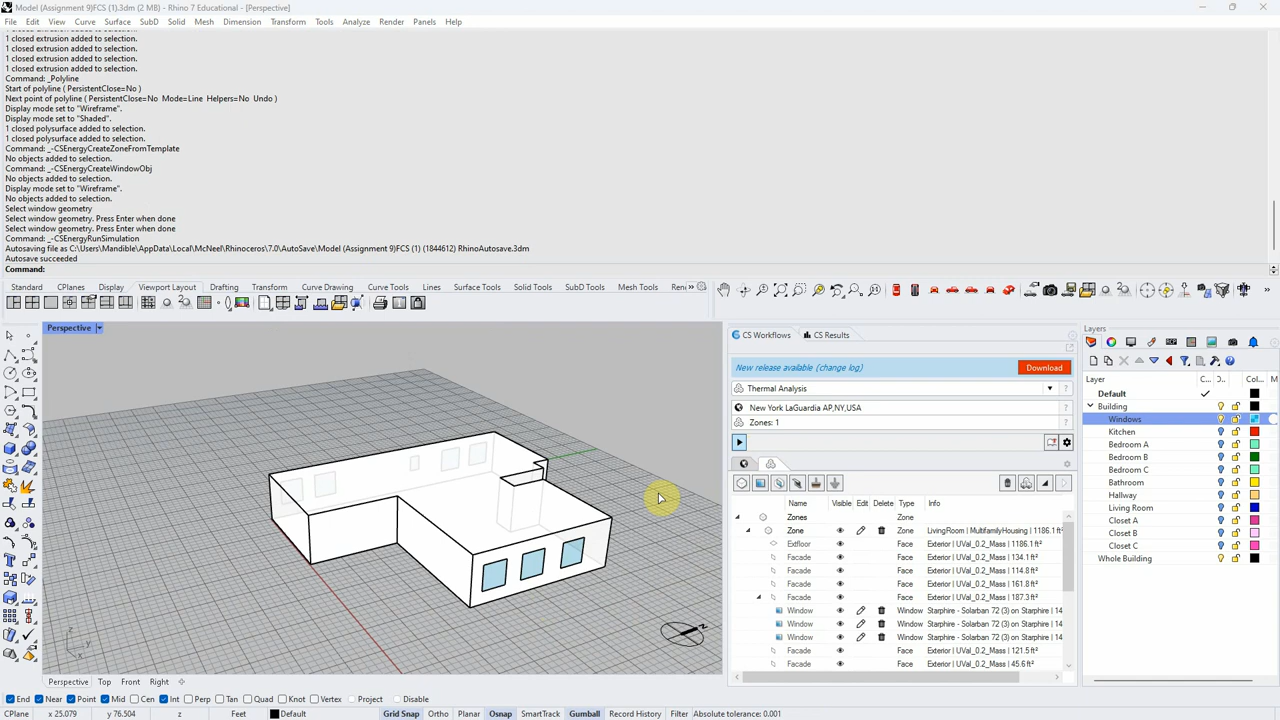 Model (Assignment 9)FCS (1).3dm (2 MB) - Rhino 7 Educational - [Perspective]
File Edit View Curve Surface SubD Solid Mesh Dimension Transform Tools Analyze Render Panels Help
1 closed extrusion added to selection.
1 closed extrusion added to selection.
1 closed extrusion added to selection.
1 closed extrusion added to selection.
Command: _Polyline
Start of polyline ( PersistentClose=No )
Next point of polyline ( PersistentClose=No Mode=Line Helpers=No Undo )
Display mode set to "Wireframe".
Display mode set to "Shaded".
1 closed polysurface added to selection.
1 closed polysurface added to selection.
Command: _-CSEnergyCreateZoneFromTemplate
No objects added to selection.
Command: _-CSEnergyCreateWindowObj
No objects added to selection.
Display mode set to "Wireframe".
No objects added to selection.
Select window geometry
Select window geometry. Press Enter when done
Select window geometry. Press Enter when done
Command: _-CSEnergyRunSimulation
Autosaving file as C:\Users\Mandible\AppData\Local\McNeel\Rhinoceros\7.0\AutoSave\Model (Assignment 9)FCS (1) (1844612) RhinoAutosave.3dm
Autosave succeeded
Command:
Standard CPlanes Display Viewport Layout Drafting Transform Curve Drawing Curve Tools Lines Surface Tools Solid Tools SubD Tools Mesh Tools Ren
Perspective
CS Workflows CS Results
New release available (change log) Download
Thermal Analysis
New York LaGuardia AP,NY,USA
Zones: 1
Name Visible Edit Delete Type Info
Zones Zone
Zone Zone LivingRoom | MultifamilyHousing | 1186.1 ft²
Extfloor Face Exterior | UVal_0.2_Mass | 1186.1 ft²
Facade Face Exterior | UVal_0.2_Mass | 134.1 ft²
Facade Face Exterior | UVal_0.2_Mass | 114.8 ft²
Facade Face Exterior | UVal_0.2_Mass | 161.8 ft²
Facade Face Exterior | UVal_0.2_Mass | 187.3 ft²
Window Window Starphire - Solarban 72 (3) on Starphire | 14
Window Window Starphire - Solarban 72 (3) on Starphire | 14
Window Window Starphire - Solarban 72 (3) on Starphire | 14
Facade Face Exterior | UVal_0.2_Mass | 121.5 ft²
Facade Face Exterior | UVal_0.2_Mass | 45.6 ft²
Layers
Layer C... Col... M
Default
Building
Windows
Kitchen
Bedroom A
Bedroom B
Bedroom C
Bathroom
Hallway
Living Room
Closet A
Closet B
Closet C
Whole Building
z
y
x
Perspective Top Front Right
End Near Point Mid Cen Int Perp Tan Quad Knot Vertex Project Disable
CPlane x 25.079 y 76.504 z Feet Default Grid Snap Ortho Planar Osnap SmartTrack Gumball Record History Filter Absolute tolerance: 0.001